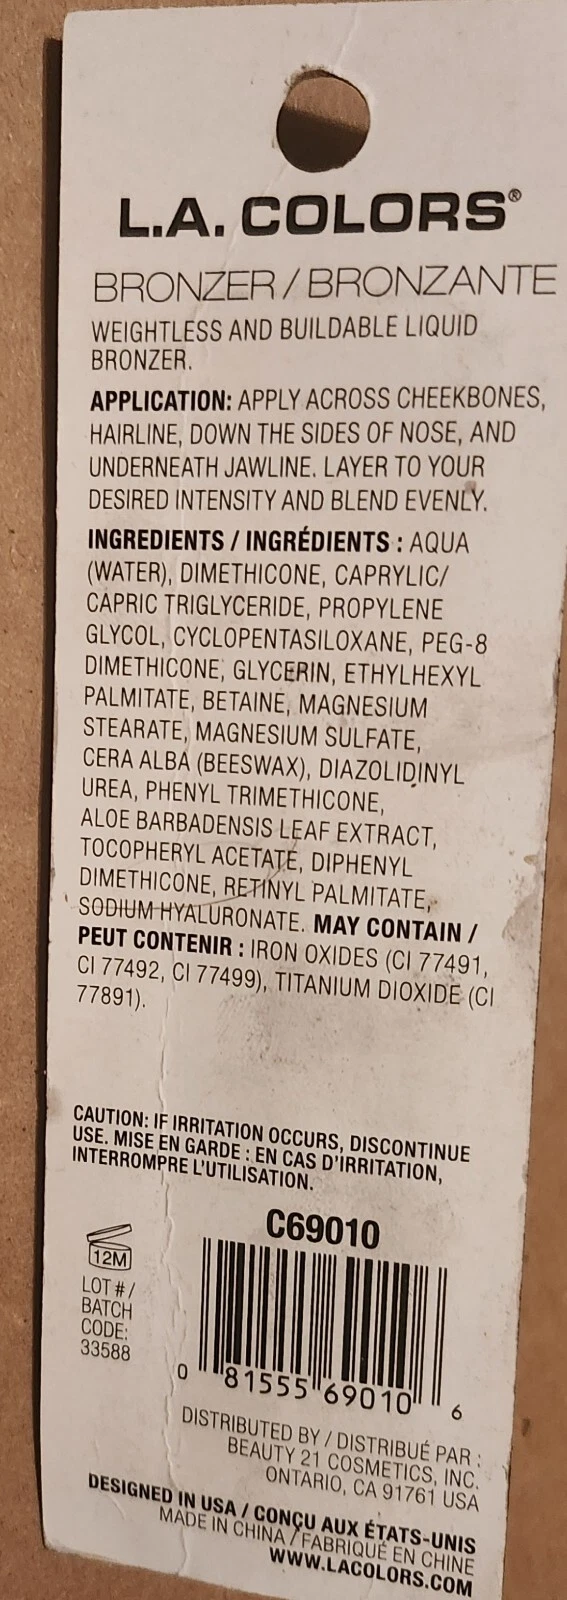 L.A. COLORS®
BRONZER / BRONZANTE
WEIGHTLESS AND BUILDABLE LIQUID
BRONZER.
APPLICATION: APPLY ACROSS CHEEKBONES,
HAIRLINE, DOWN THE SIDES OF NOSE, AND
UNDERNEATH JAWLINE. LAYER TO YOUR
DESIRED INTENSITY AND BLEND EVENLY.
INGREDIENTS / INGRÉDIENTS : AQUA
(WATER), DIMETHICONE, CAPRYLIC/
CAPRIC TRIGLYCERIDE, PROPYLENE
GLYCOL, CYCLOPENTASILOXANE, PEG-8
DIMETHICONE, GLYCERIN, ETHYLHEXYL
PALMITATE, BETAINE, MAGNESIUM
STEARATE, MAGNESIUM SULFATE,
CERA ALBA (BEESWAX), DIAZOLIDINYL
UREA, PHENYL TRIMETHICONE,
ALOE BARBADENSIS LEAF EXTRACT,
TOCOPHERYL ACETATE, DIPHENYL
DIMETHICONE, RETINYL PALMITATE,
SODIUM HYALURONATE. MAY CONTAIN /
PEUT CONTENIR : IRON OXIDES (CI 77491,
CI 77492, CI 77499), TITANIUM DIOXIDE (CI
77891).
CAUTION: IF IRRITATION OCCURS, DISCONTINUE
USE. MISE EN GARDE : EN CAS D'IRRITATION,
INTERROMPRE L'UTILISATION.
C69010
12M
LOT #/
BATCH
CODE:
33588
0 81555 69010 6
DISTRIBUTED BY / DISTRIBUÉ PAR :
BEAUTY 21 COSMETICS, INC.
ONTARIO, CA 91761 USA
DESIGNED IN USA / CONÇU AUX ÉTATS-UNIS
MADE IN CHINA / FABRIQUÉ EN CHINE
WWW.LACOLORS.COM